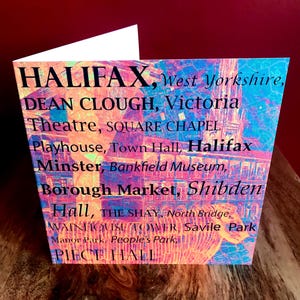 HALIFAX, West Yorkshire,
DEAN CLOUGH, Victoria
Theatre, SQUARE CHAPEL
Playhouse, Town Hall, Halifax
Minster, Bankfield Museum,
Borough Market, Shibden
Hall, THE SHAY, North Bridge,
WAINHOUSE TOWER, Savile Park
Manor Park, People's Park,
PIECE HALL